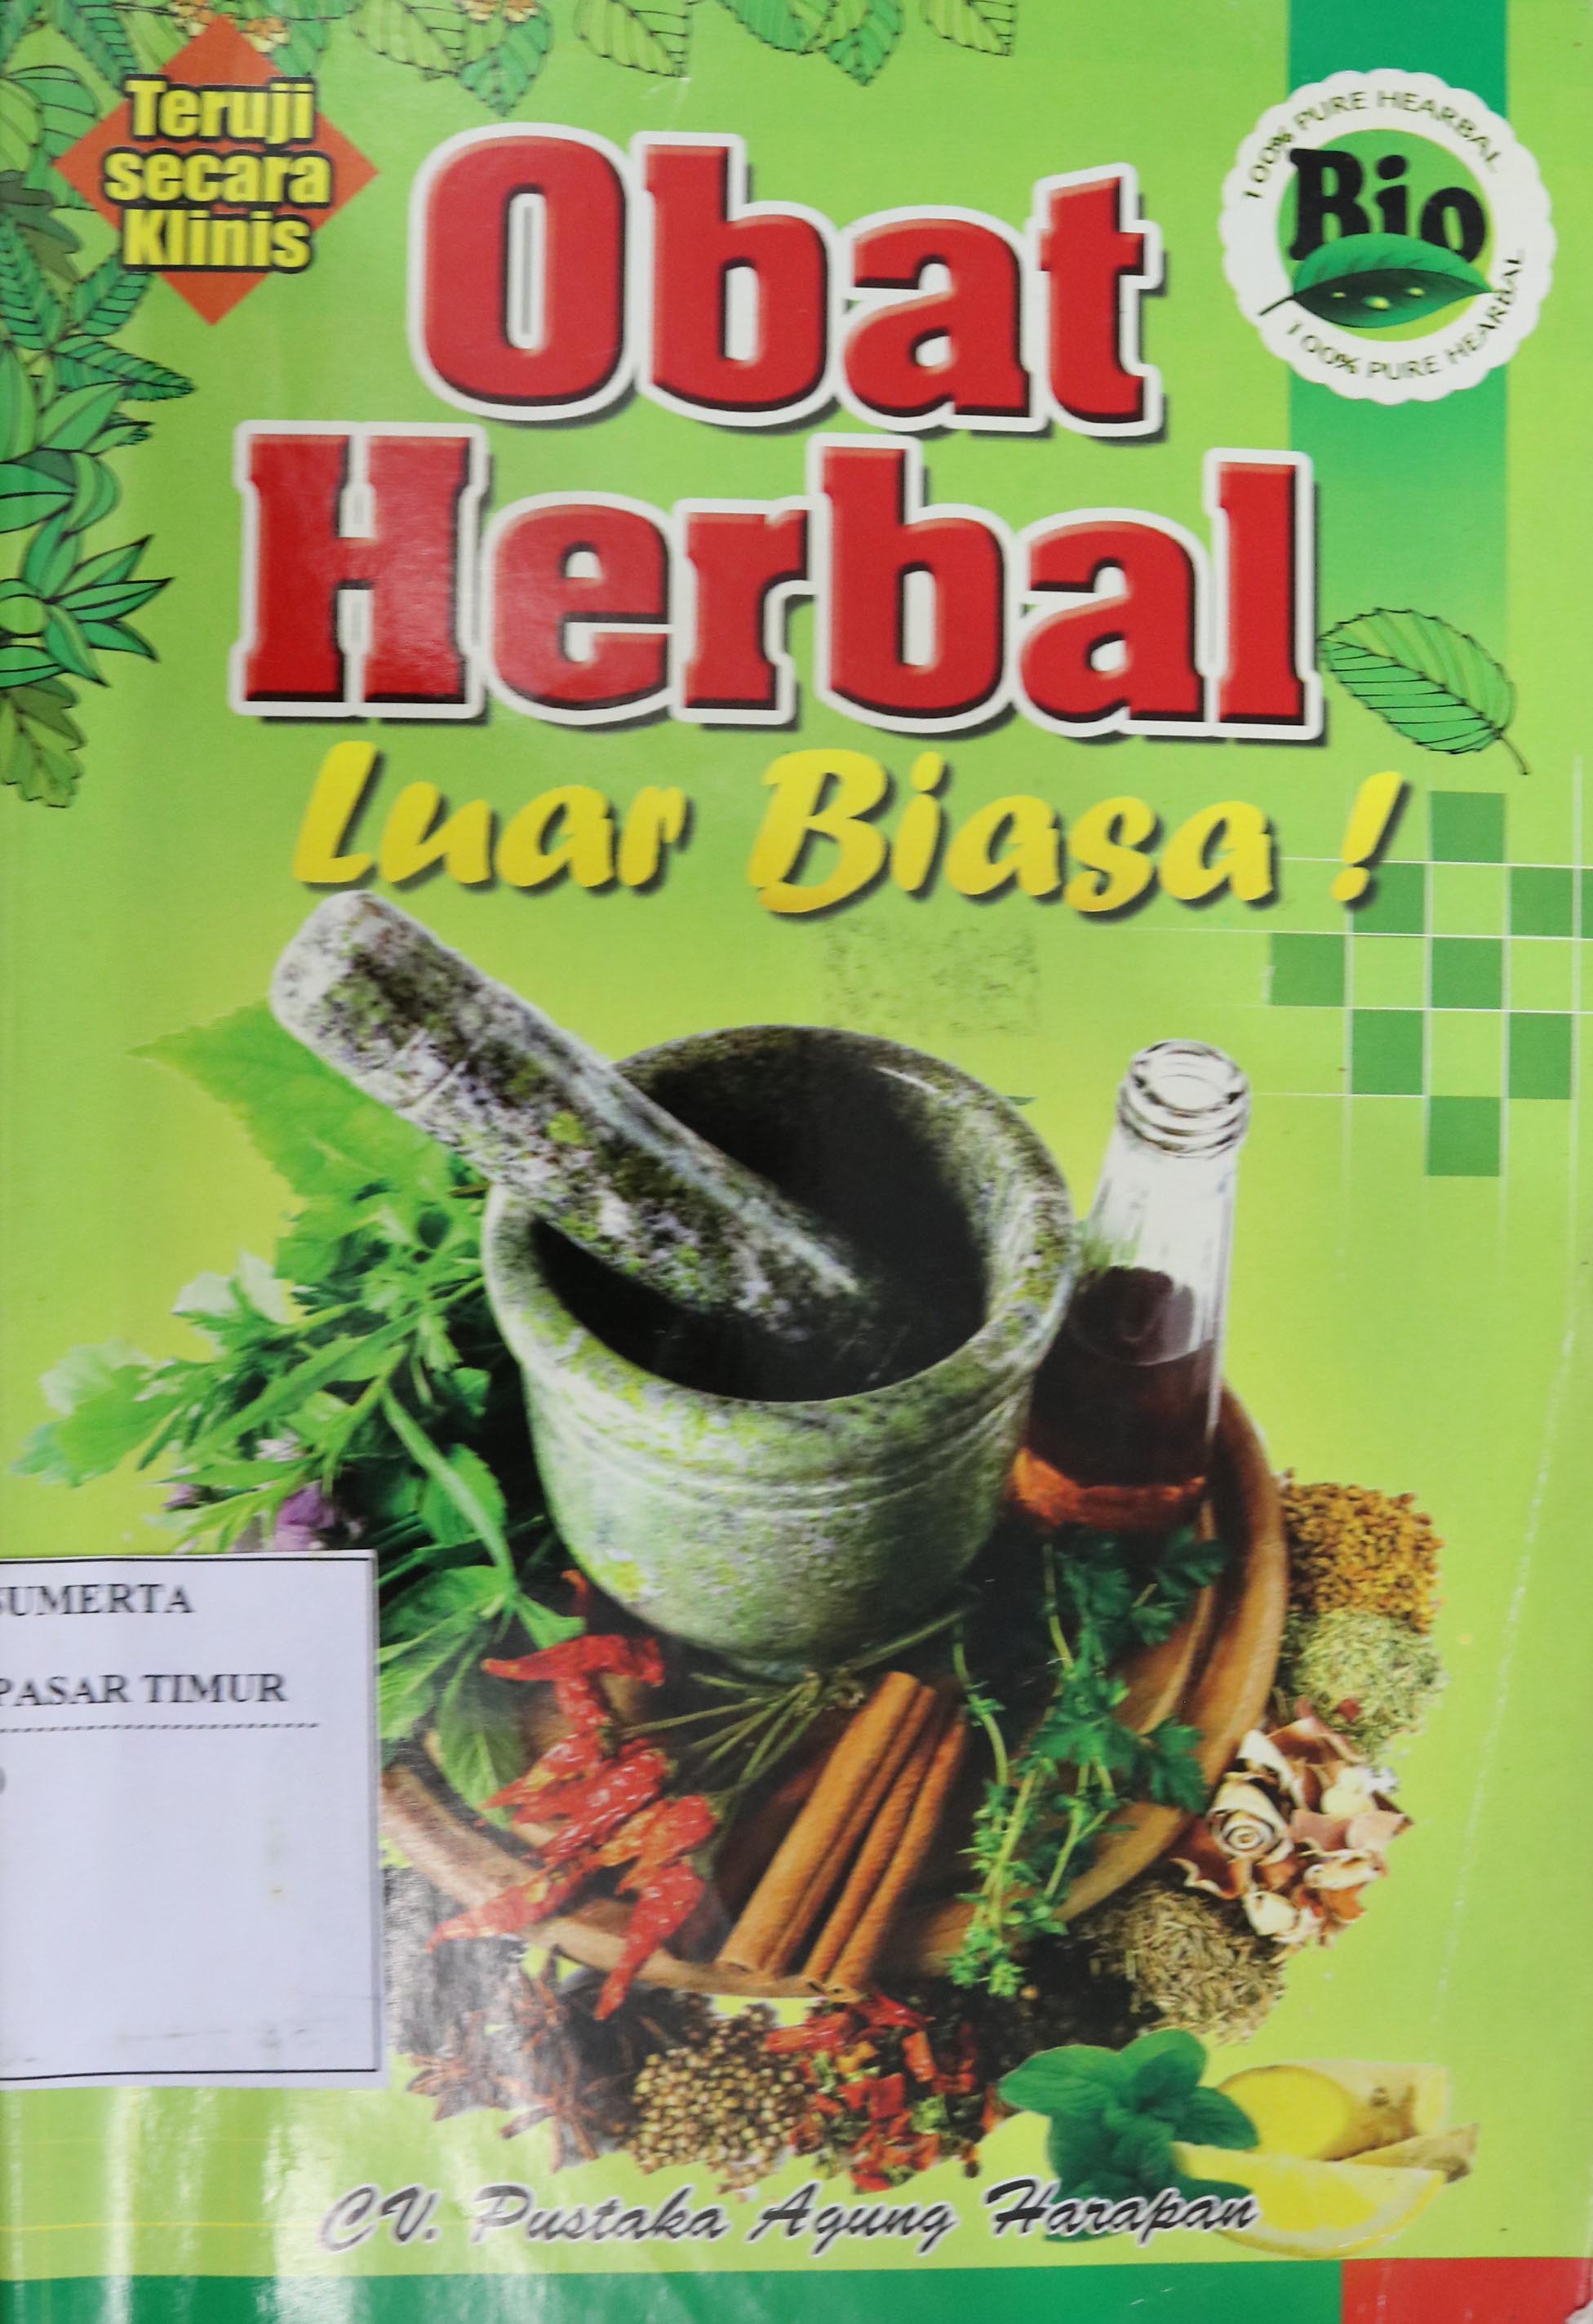 Teruji
secara
Klinis
100% PURE HEARBAL
Bio
100% PURE HEARBAL
Obat
Herbal
Luar Biasa !
SUMERTA
PASAR TIMUR
CV. Pustaka Agung Harapan